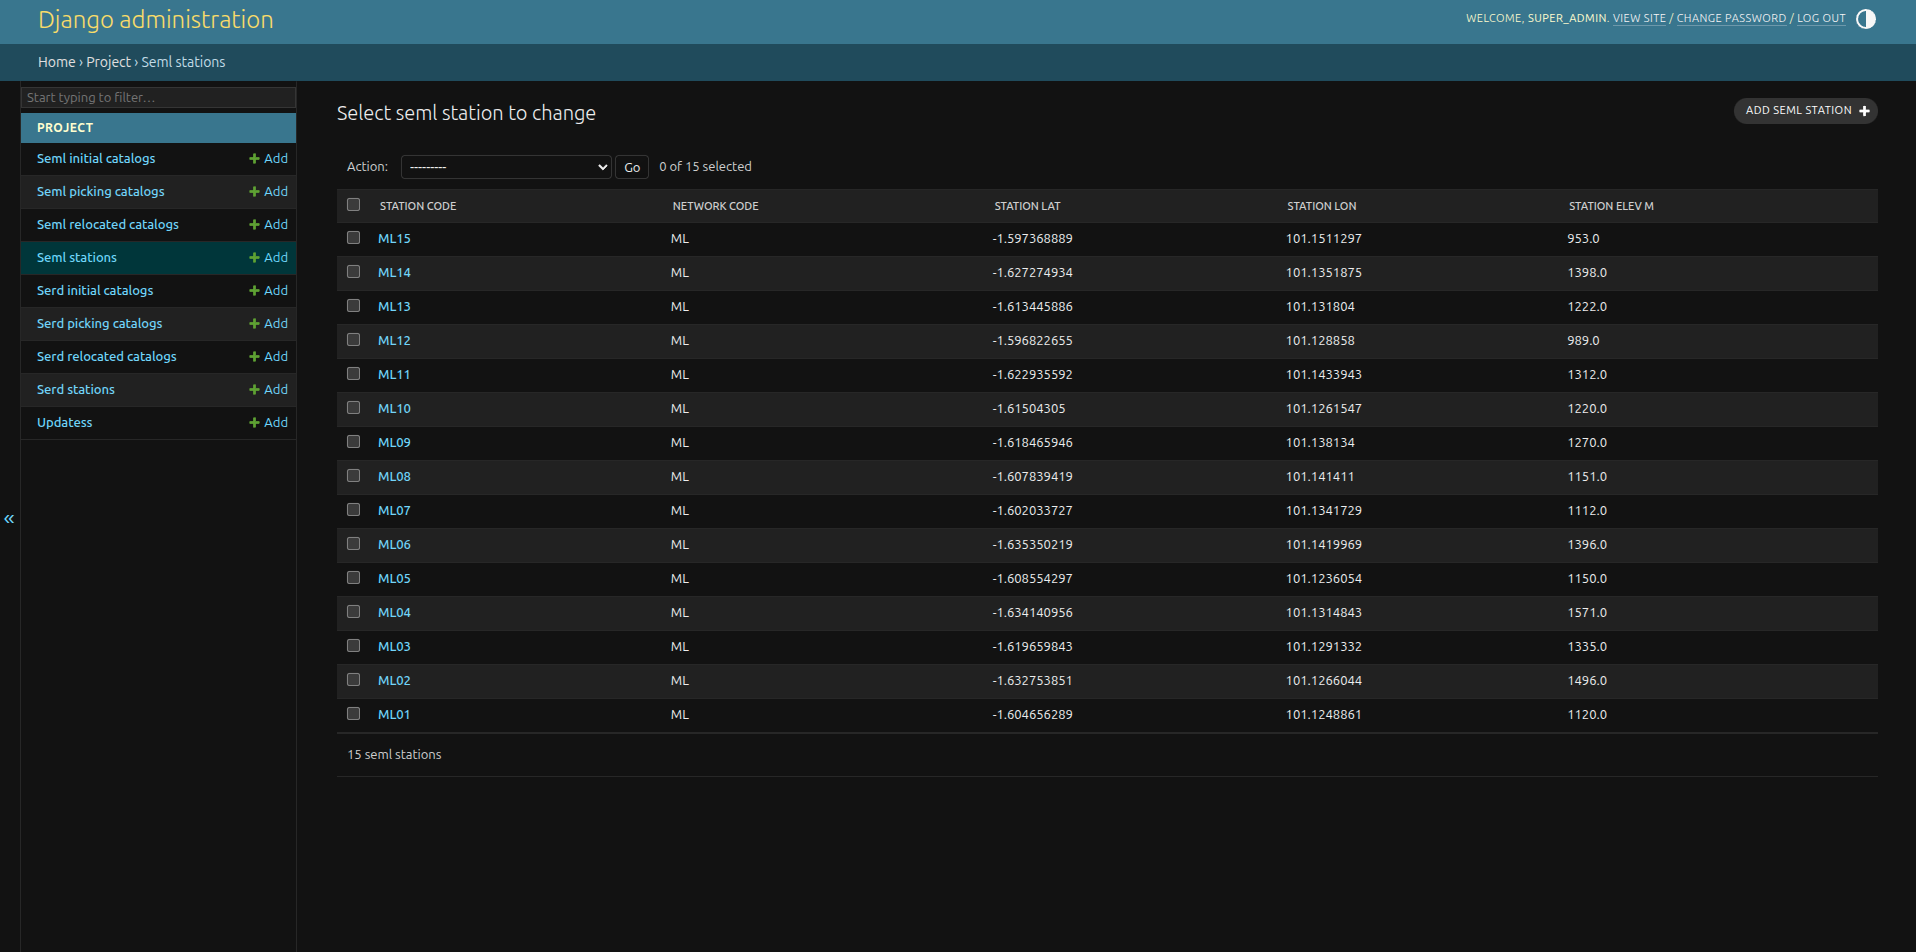 Django administration
WELCOME, SUPER_ADMIN. VIEW SITE / CHANGE PASSWORD / LOG OUT
Home › Project › Seml stations
Start typing to filter…
PROJECT
Seml initial catalogs Add
Seml picking catalogs Add
Seml relocated catalogs Add
Seml stations Add
Serd initial catalogs Add
Serd picking catalogs Add
Serd relocated catalogs Add
Serd stations Add
Updatess Add
«
Select seml station to change
ADD SEML STATION
Action: --------- Go 0 of 15 selected
STATION CODE NETWORK CODE STATION LAT STATION LON STATION ELEV M
ML15 ML -1.597368889 101.1511297 953.0
ML14 ML -1.627274934 101.1351875 1398.0
ML13 ML -1.613445886 101.131804 1222.0
ML12 ML -1.596822655 101.128858 989.0
ML11 ML -1.622935592 101.1433943 1312.0
ML10 ML -1.61504305 101.1261547 1220.0
ML09 ML -1.618465946 101.138134 1270.0
ML08 ML -1.607839419 101.141411 1151.0
ML07 ML -1.602033727 101.1341729 1112.0
ML06 ML -1.635350219 101.1419969 1396.0
ML05 ML -1.608554297 101.1236054 1150.0
ML04 ML -1.634140956 101.1314843 1571.0
ML03 ML -1.619659843 101.1291332 1335.0
ML02 ML -1.632753851 101.1266044 1496.0
ML01 ML -1.604656289 101.1248861 1120.0
15 seml stations